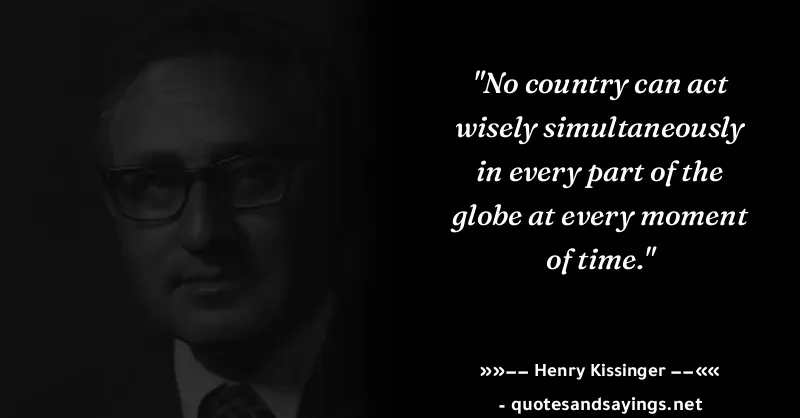 "No country can act
wisely simultaneously
in every part of the
globe at every moment
of time."
»»−− Henry Kissinger −−««
- quotesandsayings.net